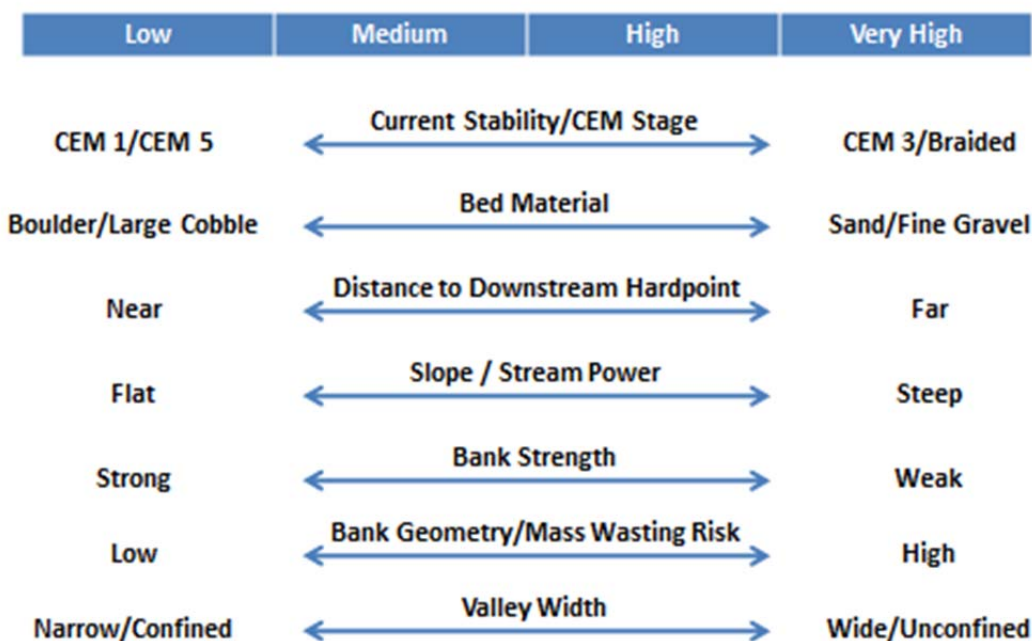 Low Medium High Very High
Current Stability/CEM Stage
CEM 1/CEM 5 CEM 3/Braided
Bed Material
Boulder/Large Cobble Sand/Fine Gravel
Distance to Downstream Hardpoint
Near Far
Slope / Stream Power
Flat Steep
Bank Strength
Strong Weak
Bank Geometry/Mass Wasting Risk
Low High
Valley Width
Narrow/Confined Wide/Unconfined